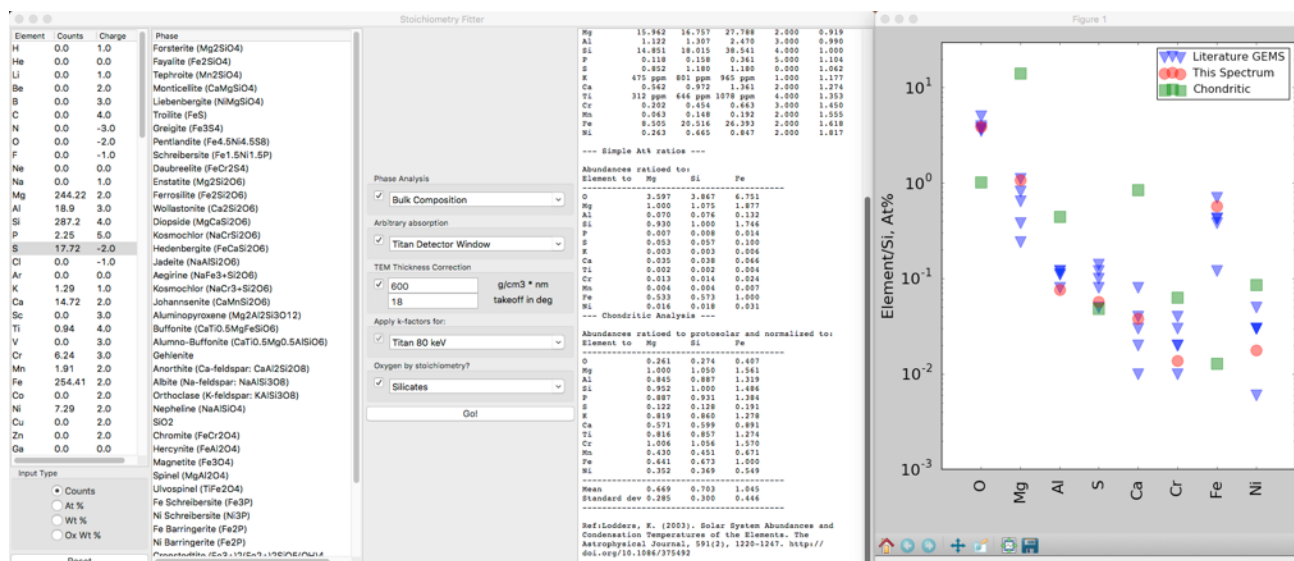 Stoichiometry Fitter
Element Counts Charge
H 0.0 1.0
He 0.0 0.0
Li 0.0 1.0
Be 0.0 2.0
B 0.0 3.0
C 0.0 4.0
N 0.0 -3.0
O 0.0 -2.0
F 0.0 -1.0
Ne 0.0 0.0
Na 0.0 1.0
Mg 244.22 2.0
Al 18.9 3.0
Si 287.2 4.0
P 2.25 5.0
S 17.72 -2.0
Cl 0.0 -1.0
Ar 0.0 0.0
K 1.29 1.0
Ca 14.72 2.0
Sc 0.0 3.0
Ti 0.94 4.0
V 0.0 3.0
Cr 6.24 3.0
Mn 1.91 2.0
Fe 254.41 2.0
Co 0.0 2.0
Ni 7.29 2.0
Cu 0.0 2.0
Zn 0.0 2.0
Ga 0.0 0.0
Input Type
Counts
At %
Wt %
Ox Wt %
Reset
Phase
Forsterite (Mg2SiO4)
Fayalite (Fe2SiO4)
Tephroite (Mn2SiO4)
Monticellite (CaMgSiO4)
Liebenbergite (NiMgSiO4)
Troilite (FeS)
Greigite (Fe3S4)
Pentlandite (Fe4.5Ni4.5S8)
Schreibersite (Fe1.5Ni1.5P)
Daubreelite (FeCr2S4)
Enstatite (Mg2Si2O6)
Ferrosilite (Fe2Si2O6)
Wollastonite (Ca2Si2O6)
Diopside (MgCaSi2O6)
Kosmochlor (NaCrSi2O6)
Hedenbergite (FeCaSi2O6)
Jadeite (NaAlSi2O6)
Aegirine (NaFe3+Si2O6)
Kosmochlor (NaCr3+Si2O6)
Johannsenite (CaMnSi2O6)
Aluminopyroxene (Mg2Al2Si3O12)
Buffonite (CaTi0.5MgFeSiO6)
Alumno-Buffonite (CaTi0.5Mg0.5AlSiO6)
Gehlenite
Anorthite (Ca-feldspar: CaAl2Si2O8)
Albite (Na-feldspar: NaAlSi3O8)
Orthoclase (K-feldspar: KAlSi3O8)
Nepheline (NaAlSiO4)
SiO2
Chromite (FeCr2O4)
Hercynite (FeAl2O4)
Magnetite (Fe3O4)
Spinel (MgAl2O4)
Ulvospinel (TiFe2O4)
Fe Schreibersite (Fe3P)
Ni Schreibersite (Ni3P)
Fe Barringerite (Fe2P)
Ni Barringerite (Fe2P)
Cronstedtite (Fe3+)2(Fe2+)2SiO5(OH)4
Phase Analysis
Bulk Composition
Arbitrary absorption
Titan Detector Window
TEM Thickness Correction
600 g/cm3 * nm
18 takeoff in deg
Apply k-factors for:
Titan 80 keV
Oxygen by stoichiometry?
Silicates
Go!
Mg 15.962 16.757 27.788 2.000 0.919
Al 1.122 1.307 2.470 3.000 0.990
Si 14.851 18.015 38.541 4.000 1.000
P 0.118 0.158 0.361 5.000 1.104
S 0.852 1.180 1.180 0.000 1.062
K 475 ppm 801 ppm 965 ppm 1.000 1.177
Ca 0.562 0.972 1.361 2.000 1.274
Ti 312 ppm 646 ppm 1078 ppm 4.000 1.353
Cr 0.202 0.454 0.663 3.000 1.450
Mn 0.063 0.148 0.192 2.000 1.555
Fe 8.505 20.516 26.393 2.000 1.618
Ni 0.263 0.665 0.847 2.000 1.817
--- Simple At% ratios ---
Abundances ratioed to:
Element to Mg Si Fe
O 3.597 3.867 6.751
Mg 1.000 1.075 1.877
Al 0.070 0.076 0.132
Si 0.930 1.000 1.746
P 0.007 0.008 0.014
S 0.053 0.057 0.100
K 0.003 0.003 0.006
Ca 0.035 0.038 0.066
Ti 0.002 0.002 0.004
Cr 0.013 0.014 0.024
Mn 0.004 0.004 0.007
Fe 0.533 0.573 1.000
Ni 0.016 0.018 0.031
--- Chondritic Analysis ---
Abundances ratioed to protosolar and normalized to:
Element to Mg Si Fe
O 0.261 0.274 0.407
Mg 1.000 1.050 1.561
Al 0.845 0.887 1.319
Si 0.952 1.000 1.486
P 0.887 0.931 1.384
S 0.122 0.128 0.191
K 0.819 0.860 1.278
Ca 0.571 0.599 0.891
Ti 0.816 0.857 1.274
Cr 1.006 1.056 1.570
Mn 0.430 0.451 0.671
Fe 0.641 0.673 1.000
Ni 0.352 0.369 0.549
Mean 0.669 0.703 1.045
Standard dev 0.285 0.300 0.446
Ref:Lodders, K. (2003). Solar System Abundances and
Condensation Temperatures of the Elements. The
Astrophysical Journal, 591(2), 1220-1247. http://
doi.org/10.1086/375492
Figure 1
Literature GEMS
This Spectrum
Chondritic
Element/Si, At%
10^1
10^0
10^-1
10^-2
10^-3
O Mg Al S Ca Cr Fe Ni